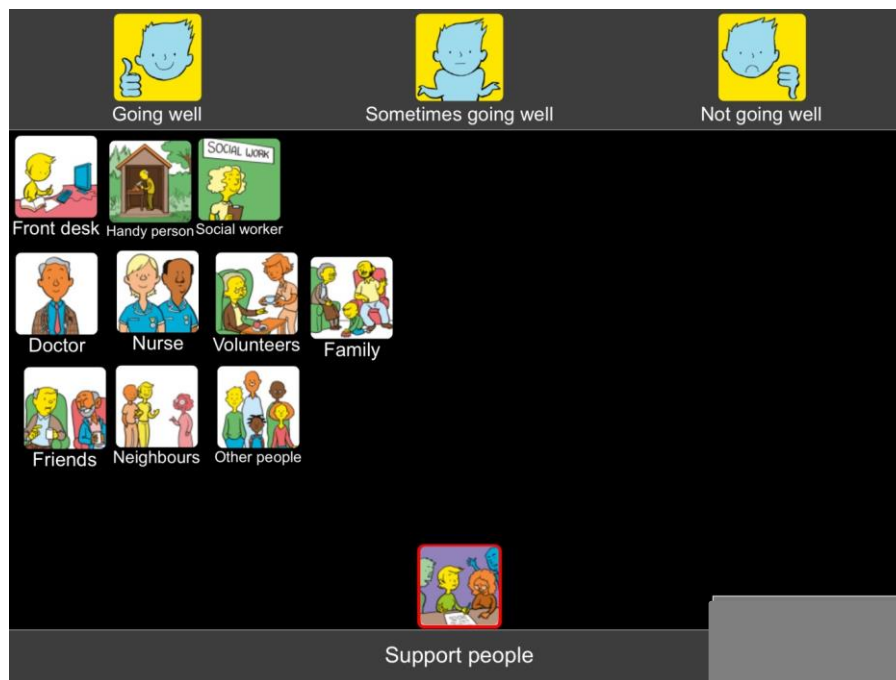 Going well
Sometimes going well
Not going well
SOCIAL WORK
Front desk
Handy person
Social worker
Doctor
Nurse
Volunteers
Family
Friends
Neighbours
Other people
Support people